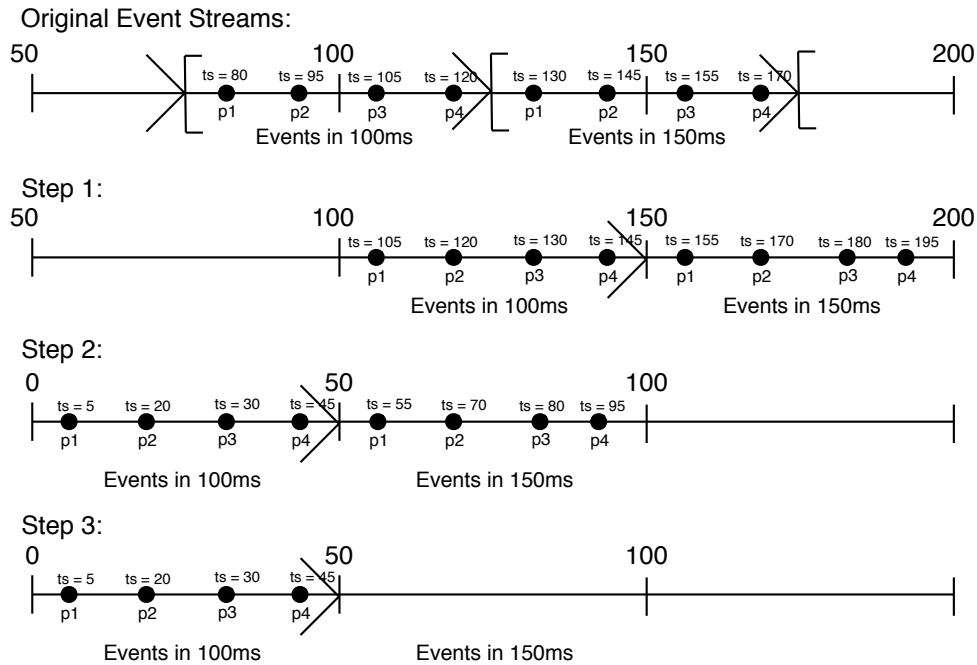 Original Event Streams:
50 100 150 200
ts = 80 ts = 95 ts = 105 ts = 120 ts = 130 ts = 145 ts = 155 ts = 170
p1 p2 p3 p4 p1 p2 p3 p4
Events in 100ms Events in 150ms
Step 1:
50 100 150 200
ts = 105 ts = 120 ts = 130 ts = 145 ts = 155 ts = 170 ts = 180 ts = 195
p1 p2 p3 p4 p1 p2 p3 p4
Events in 100ms Events in 150ms
Step 2:
0 50 100
ts = 5 ts = 20 ts = 30 ts = 45 ts = 55 ts = 70 ts = 80 ts = 95
p1 p2 p3 p4 p1 p2 p3 p4
Events in 100ms Events in 150ms
Step 3:
0 50 100
ts = 5 ts = 20 ts = 30 ts = 45
p1 p2 p3 p4
Events in 100ms Events in 150ms